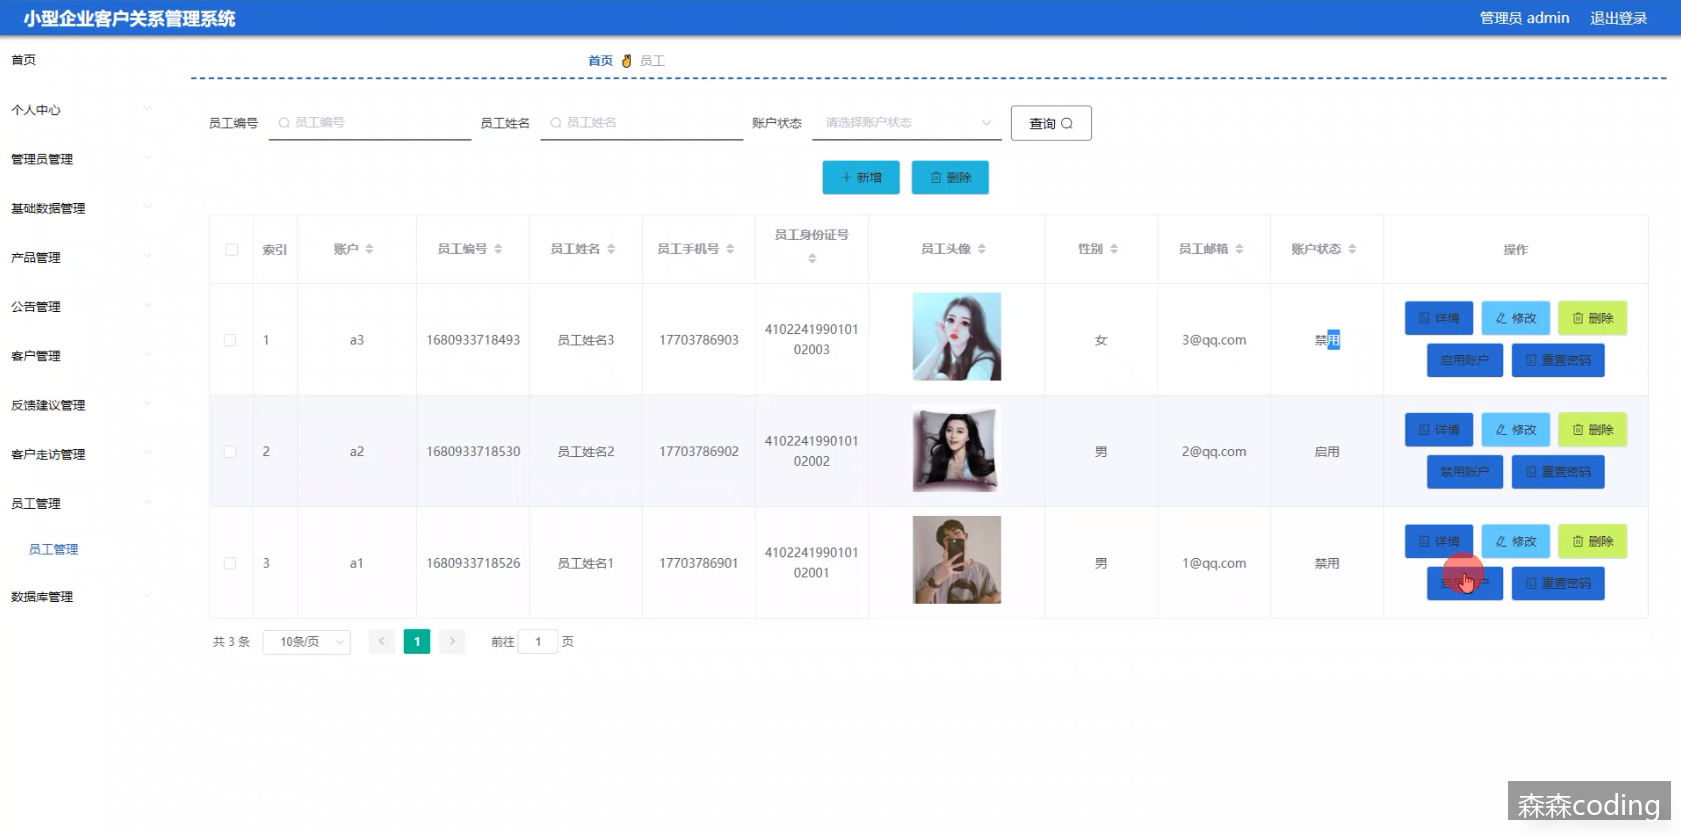 小型企业客户关系管理系统
管理员 admin 退出登录
首页
个人中心
管理员管理
基础数据管理
产品管理
公告管理
客户管理
反馈建议管理
客户走访管理
员工管理
员工管理
数据库管理
首页 员工
员工编号 员工编号 员工姓名 员工姓名 账户状态 请选择账户状态 查询
新增 删除
索引 账户 员工编号 员工姓名 员工手机号 员工身份证号 员工头像 性别 员工邮箱 账户状态 操作
1 a3 1680933718493 员工姓名3 17703786903 4102241990101 女 3@qq.com 禁用
02003
详情 修改 删除
启用账户 重置密码
2 a2 1680933718530 员工姓名2 17703786902 4102241990101 男 2@qq.com 启用
02002
详情 修改 删除
禁用账户 重置密码
3 a1 1680933718526 员工姓名1 17703786901 4102241990101 男 1@qq.com 禁用
02001
详情 修改 删除
重置密码
共 3 条 10条/页 1 前往 1 页
森森coding